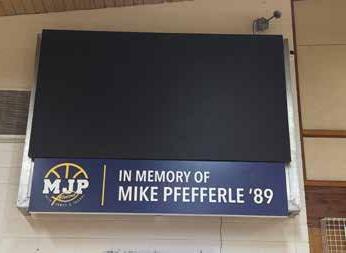 MJP
IN MEMORY OF
MIKE PFEFFERLE '89